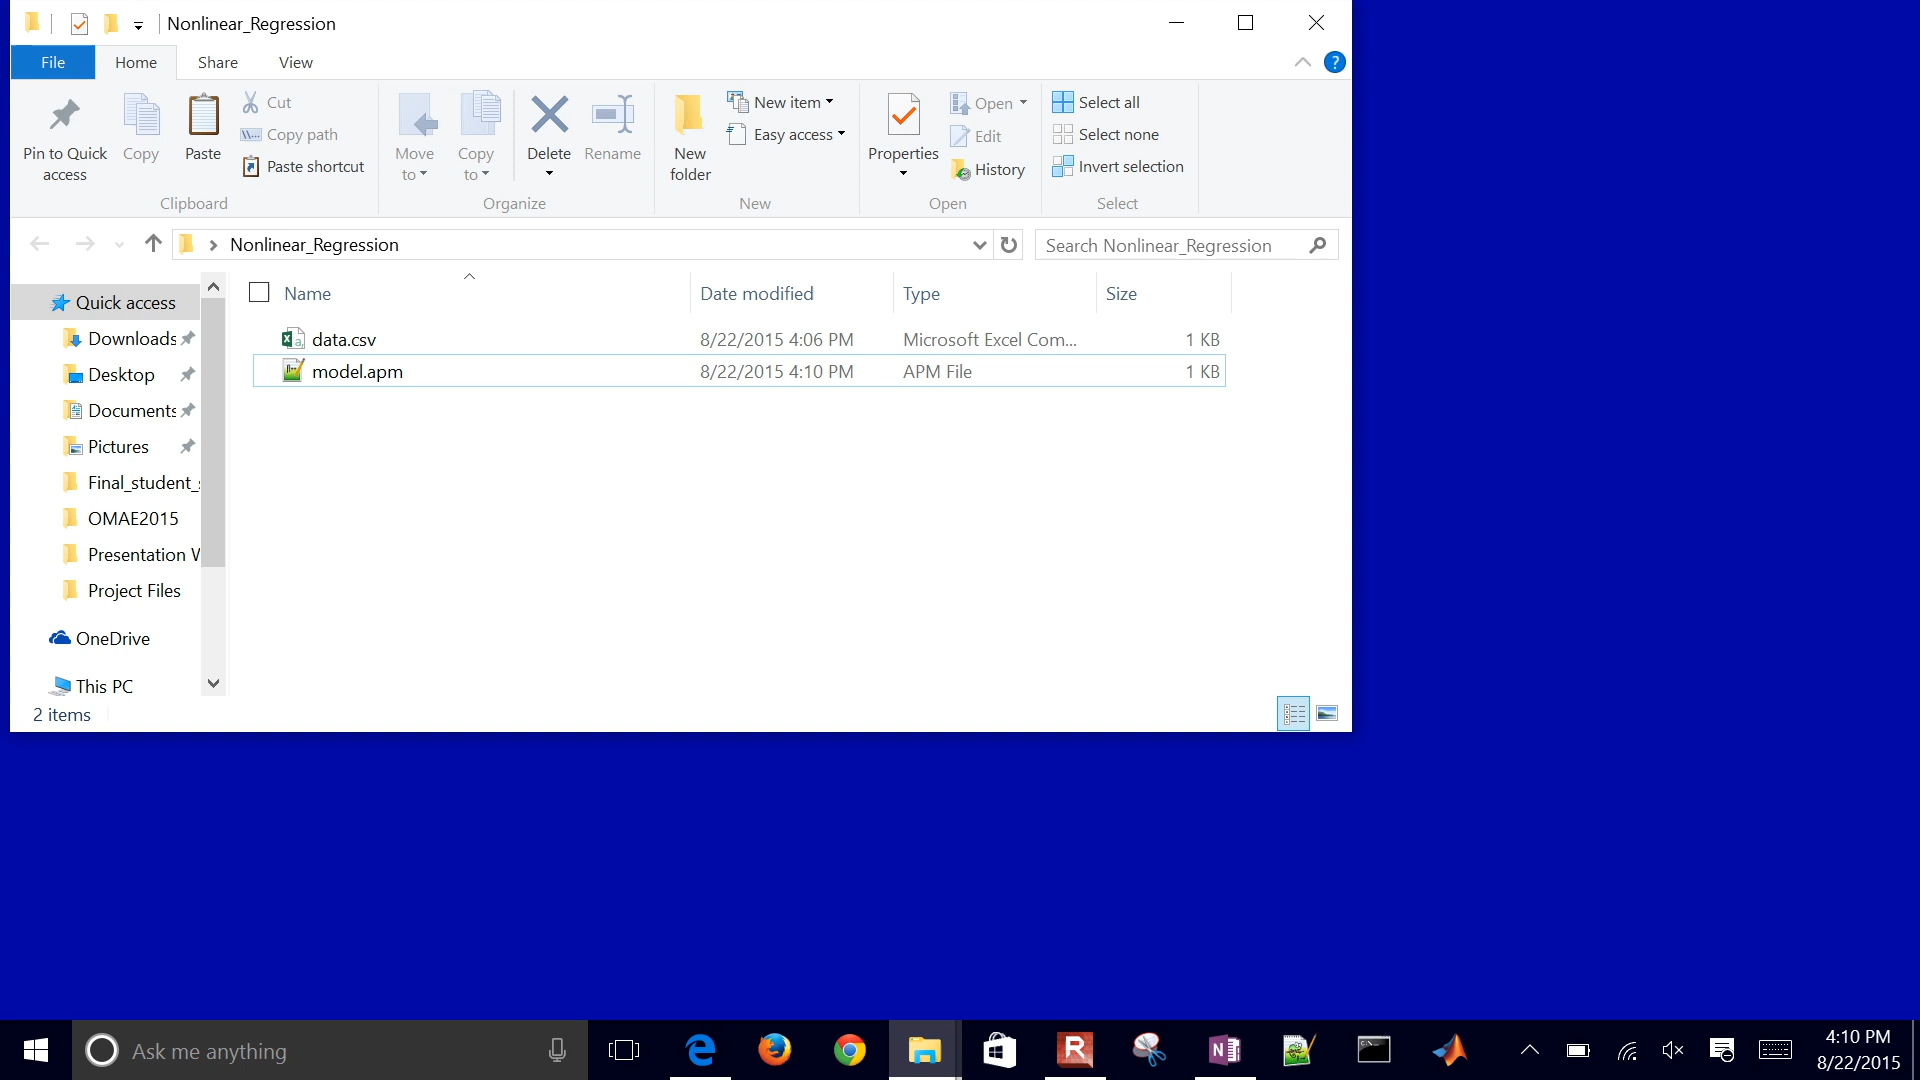 Nonlinear_Regression
File Home Share View
Pin to Quick access
Copy
Paste
Cut
Copy path
Paste shortcut
Clipboard
Move to
Copy to
Delete
Rename
Organize
New folder
New item
Easy access
New
Properties
Open
Edit
History
Open
Select all
Select none
Invert selection
Select
Nonlinear_Regression
Search Nonlinear_Regression
Name Date modified Type Size
data.csv 8/22/2015 4:06 PM Microsoft Excel Com... 1 KB
model.apm 8/22/2015 4:10 PM APM File 1 KB
Quick access
Downloads
Desktop
Documents
Pictures
Final_student_
OMAE2015
Presentation
Project Files
OneDrive
This PC
2 items
Ask me anything
4:10 PM
8/22/2015